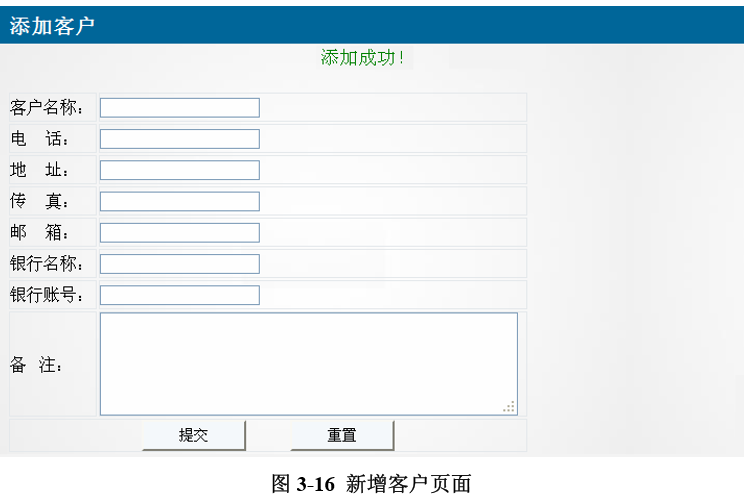 添加客户
添加成功！
客户名称：
电 话：
地 址：
传 真：
邮 箱：
银行名称：
银行账号：
备 注：
提交 重置
图 3-16 新增客户页面